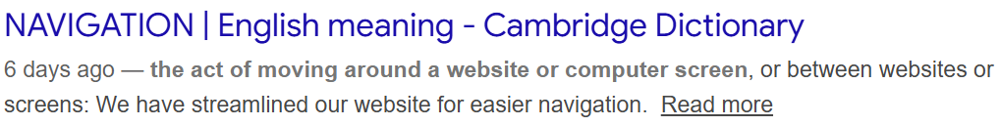 NAVIGATION | English meaning - Cambridge Dictionary
6 days ago — the act of moving around a website or computer screen, or between websites or
screens: We have streamlined our website for easier navigation. Read more